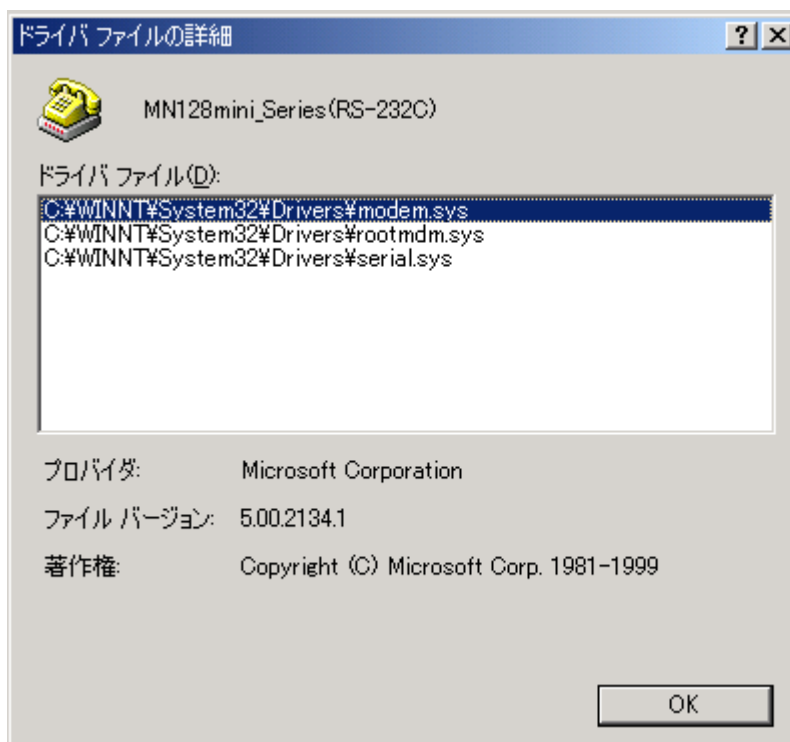 ドライバ ファイルの詳細
MN128mini_Series(RS-232C)
ドライバ ファイル(D):
C:¥WINNT¥System32¥Drivers¥modem.sys
C:¥WINNT¥System32¥Drivers¥rootmdm.sys
C:¥WINNT¥System32¥Drivers¥serial.sys
プロバイダ: Microsoft Corporation
ファイル バージョン: 5.00.2134.1
著作権: Copyright (C) Microsoft Corp. 1981-1999
OK